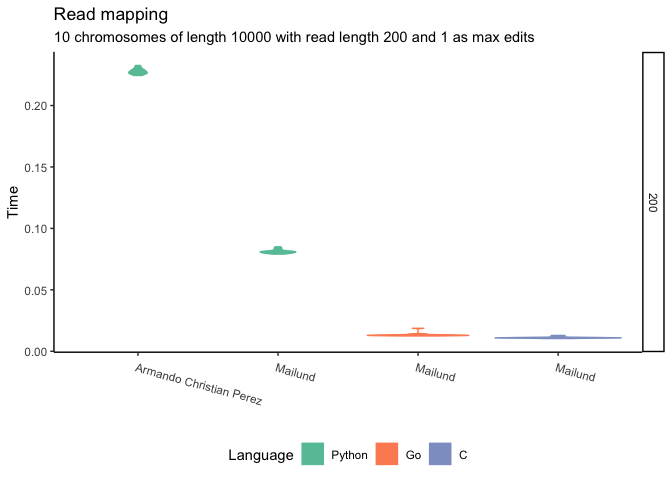 Read mapping
10 chromosomes of length 10000 with read length 200 and 1 as max edits
Time
0.20
0.15
0.10
0.05
0.00
200
Armando Christian Perez
Mailund
Mailund
Mailund
Language
Python
Go
C